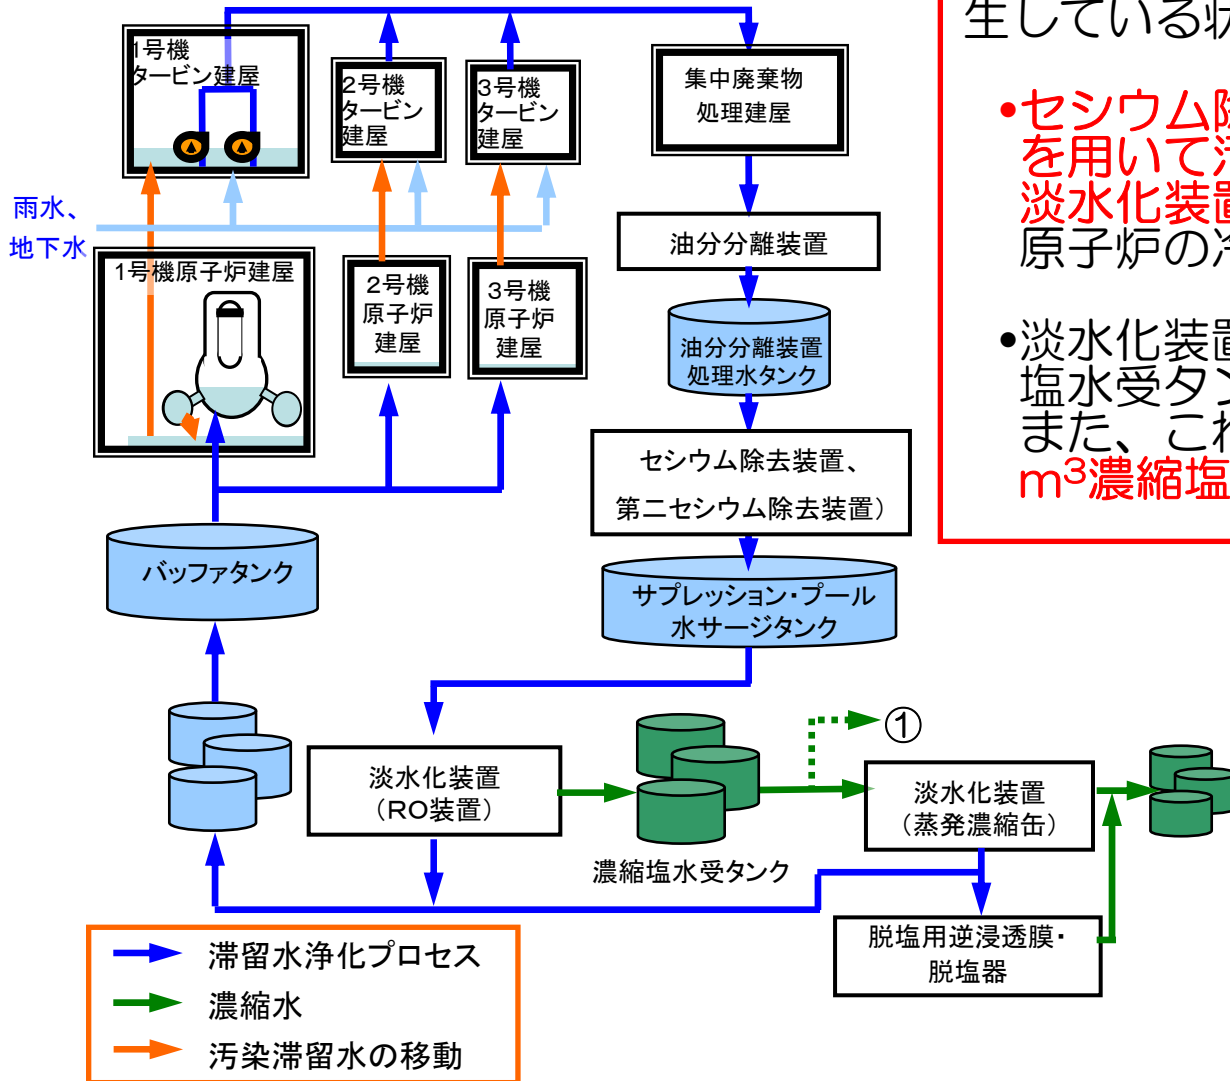 1号機
タービン建屋
2号機
タービン
建屋
3号機
タービン
建屋
集中廃棄物
処理建屋
雨水、
地下水
1号機原子炉建屋
2号機
原子炉
建屋
3号機
原子炉
建屋
油分分離装置
油分分離装置
処理水タンク
セシウム除去装置、
第二セシウム除去装置）
バッファタンク
サプレッション・プール
水サージタンク
淡水化装置
（RO装置）
①
濃縮塩水受タンク
淡水化装置
（蒸発濃縮缶）
脱塩用逆浸透膜・
脱塩器
滞留水浄化プロセス
濃縮水
汚染滞留水の移動
生している状
•セシウム除
を用いて汚
淡水化装置
原子炉の冷
•淡水化装置
塩水受タン
また、これ
m³濃縮塩